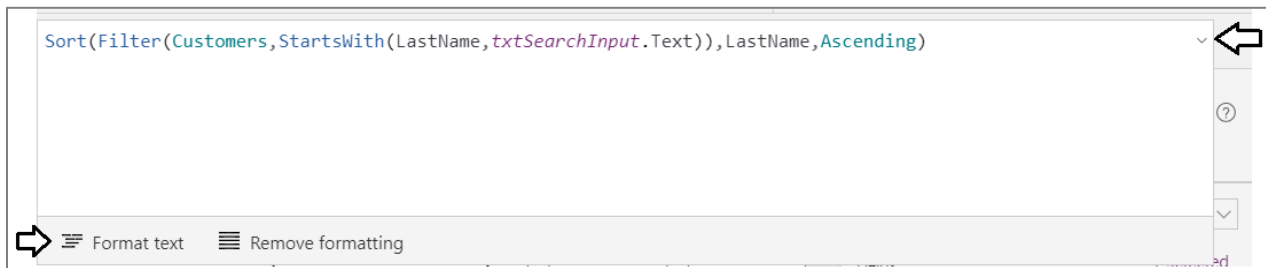 Sort(Filter(Customers,StartsWith(LastName,txtSearchInput.Text)),LastName,Ascending)
Format text Remove formatting